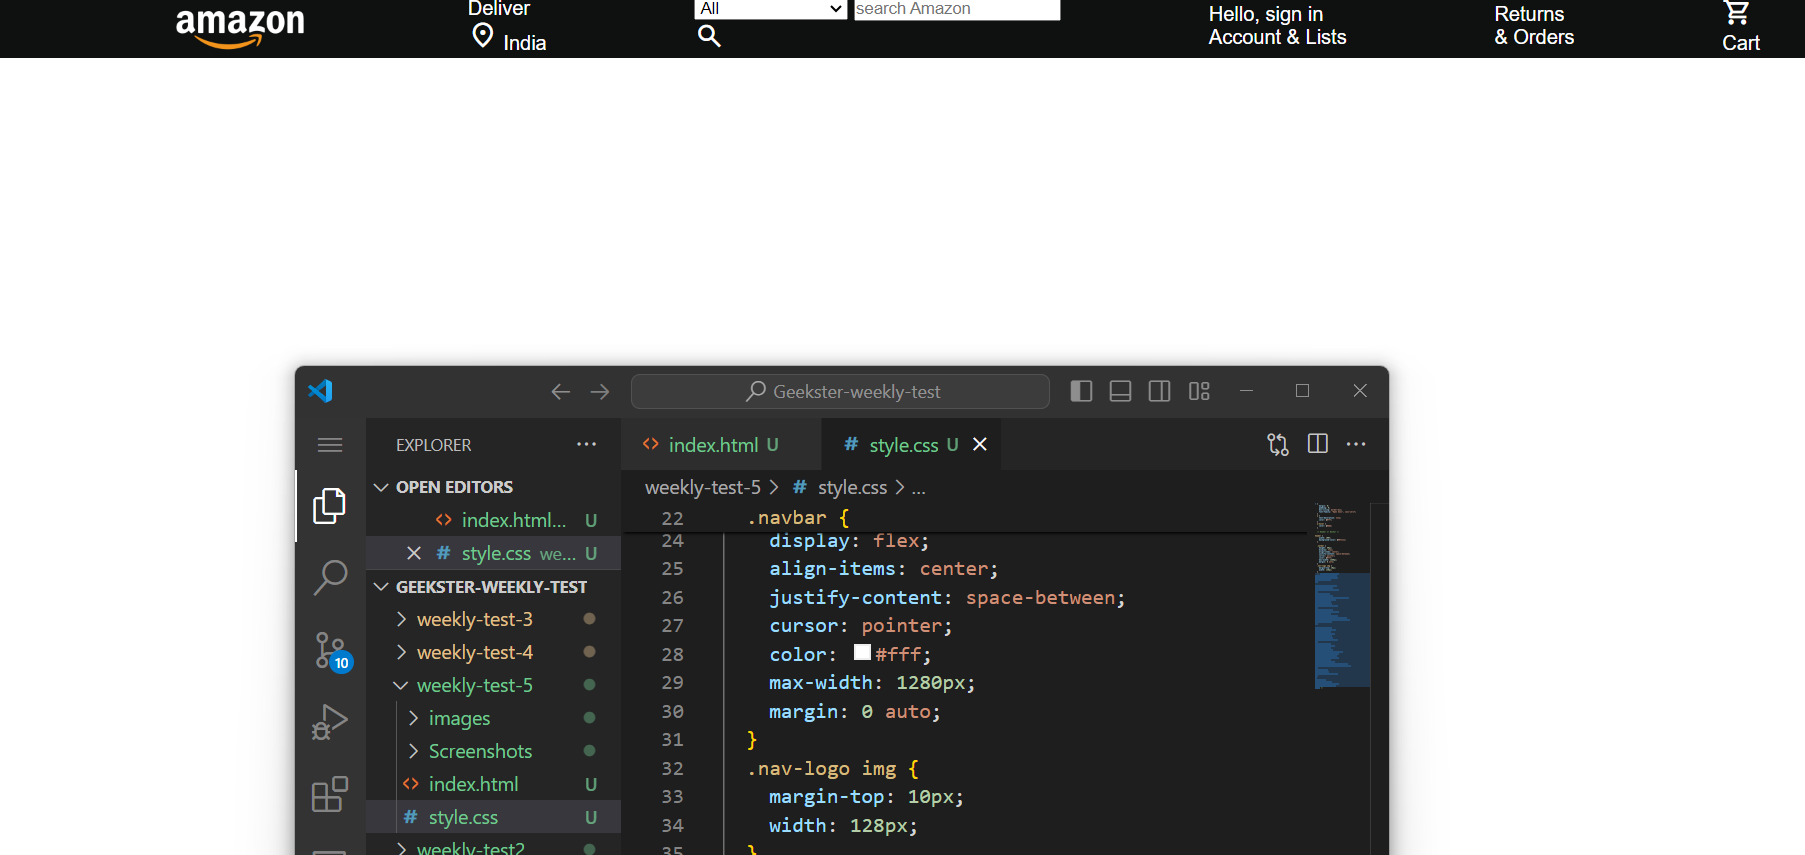 amazon
Deliver
India
All
search Amazon
Hello, sign in
Account & Lists
Returns
& Orders
Cart
Geekster-weekly-test
EXPLORER
index.html U
style.css U
OPEN EDITORS
index.html... U
style.css we... U
GEEKSTER-WEEKLY-TEST
weekly-test-3
weekly-test-4
weekly-test-5
images
Screenshots
index.html U
style.css U
weekly-test2
10
weekly-test-5 > # style.css > ...
22 .navbar {
24 display: flex;
25 align-items: center;
26 justify-content: space-between;
27 cursor: pointer;
28 color: #fff;
29 max-width: 1280px;
30 margin: 0 auto;
31 }
32 .nav-logo img {
33 margin-top: 10px;
34 width: 128px;
35 }